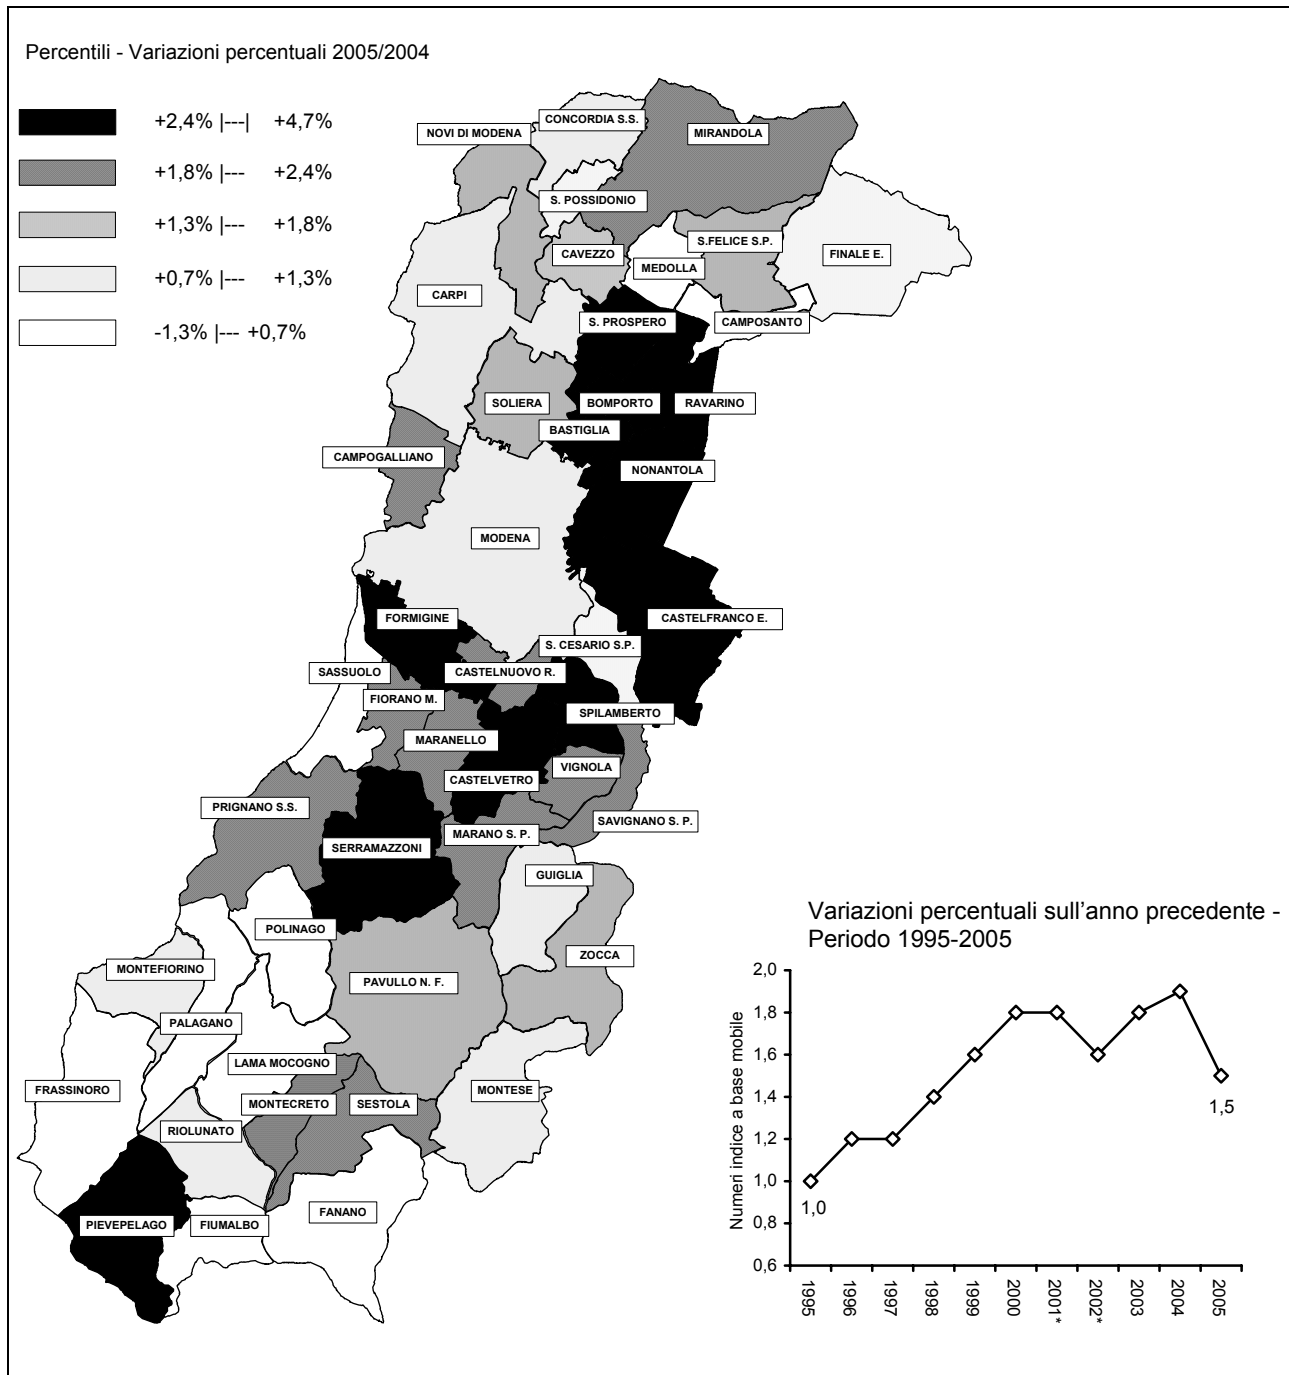 Percentili - Variazioni percentuali 2005/2004
+2,4% |---| +4,7%
+1,8% |--- +2,4%
+1,3% |--- +1,8%
+0,7% |--- +1,3%
-1,3% |--- +0,7%
CONCORDIA S.S.
NOVI DI MODENA
MIRANDOLA
S. POSSIDONIO
S.FELICE S.P.
CAVEZZO
FINALE E.
MEDOLLA
CARPI
S. PROSPERO
CAMPOSANTO
SOLIERA
BOMPORTO
RAVARINO
BASTIGLIA
CAMPOGALLIANO
NONANTOLA
MODENA
FORMIGINE
CASTELFRANCO E.
S. CESARIO S.P.
SASSUOLO
CASTELNUOVO R.
FIORANO M.
SPILAMBERTO
MARANELLO
VIGNOLA
CASTELVETRO
PRIGNANO S.S.
SAVIGNANO S. P.
MARANO S. P.
SERRAMAZZONI
GUIGLIA
POLINAGO
ZOCCA
MONTEFIORINO
PAVULLO N. F.
PALAGANO
LAMA MOCOGNO
FRASSINORO
MONTESE
MONTECRETO
SESTOLA
RIOLUNATO
FANANO
PIEVEPELAGO
FIUMALBO
Variazioni percentuali sull’anno precedente -
Periodo 1995-2005
Numeri indice a base mobile
2,0
1,8
1,6
1,4
1,2
1,0
0,8
0,6
1,0
1,5
1995
1996
1997
1998
1999
2000
2001*
2002*
2003
2004
2005